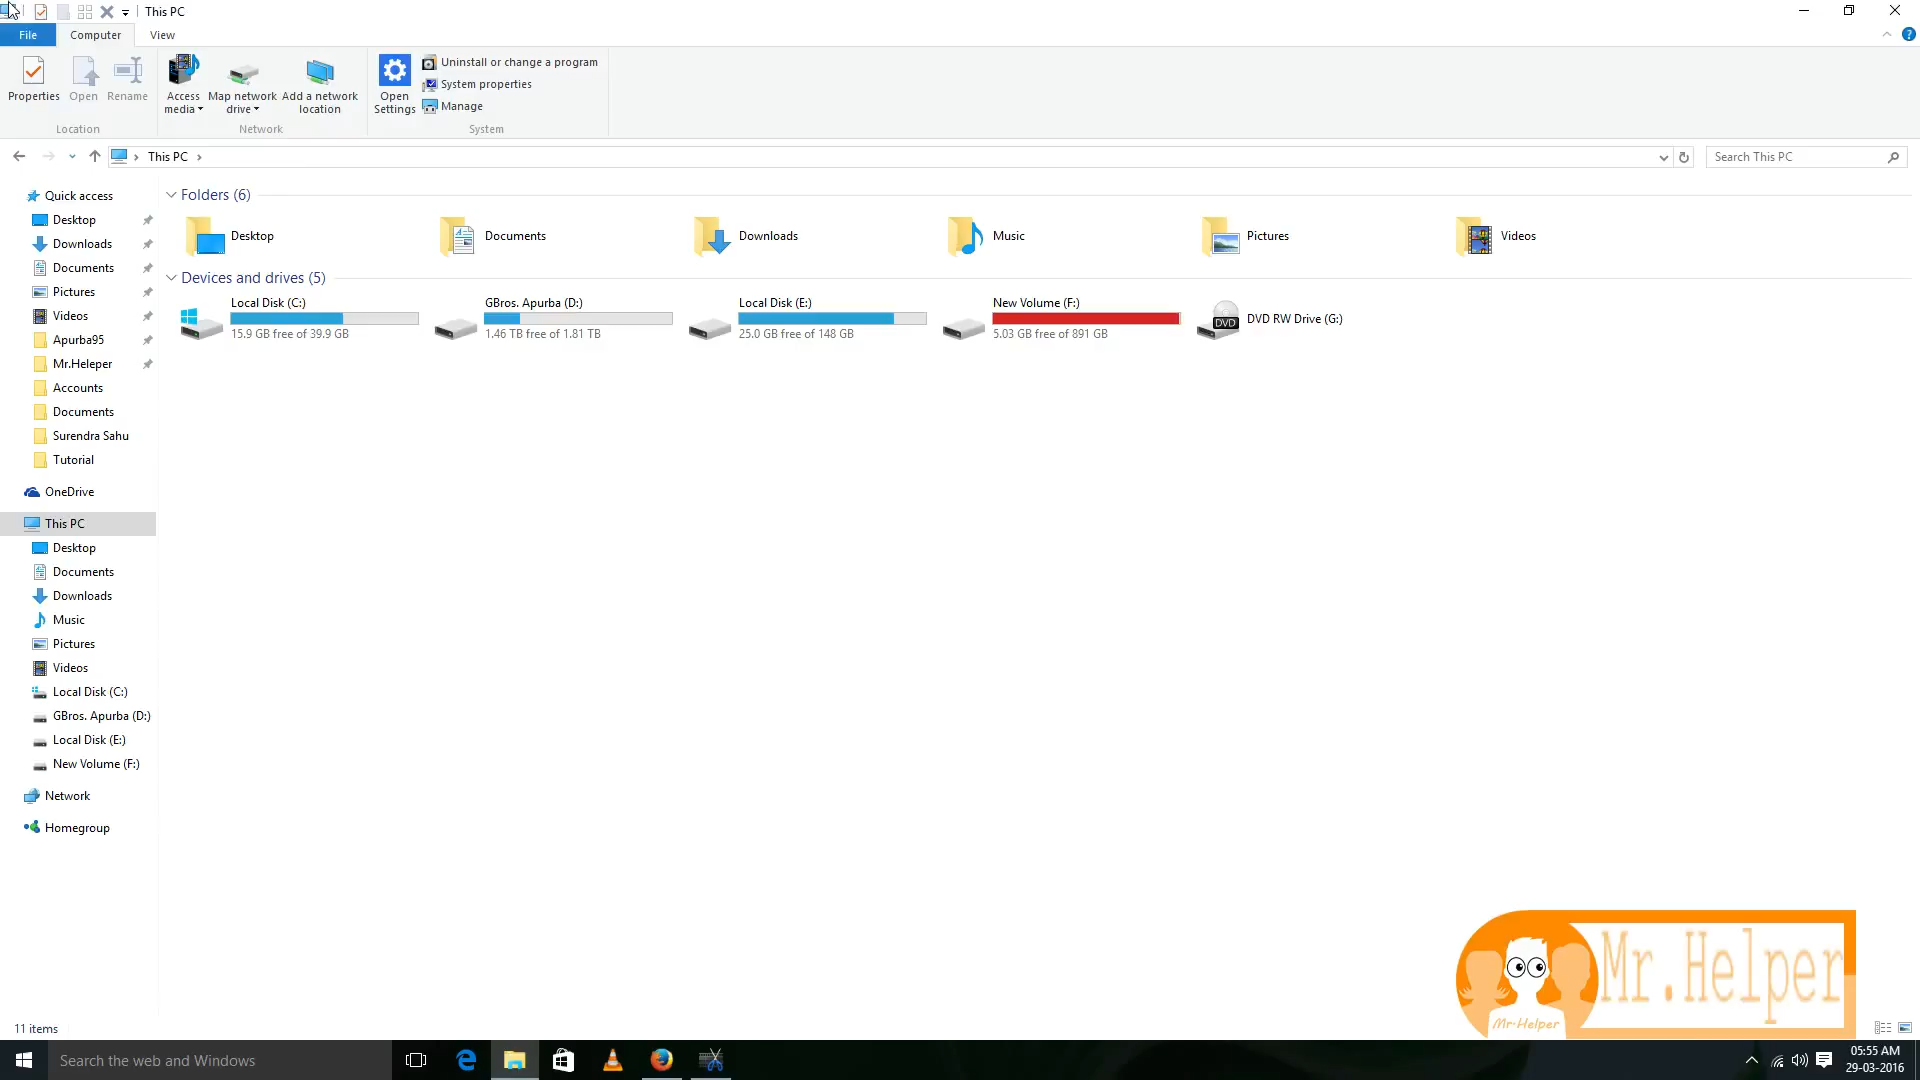 This PC
File
Computer
View
Properties
Open
Rename
Access media
Map network drive
Add a network location
Open Settings
Uninstall or change a program
System properties
Manage
Location
Network
System
This PC
Search This PC
Quick access
Desktop
Downloads
Documents
Pictures
Videos
Apurba95
Mr.Heleper
Accounts
Documents
Surendra Sahu
Tutorial
OneDrive
This PC
Desktop
Documents
Downloads
Music
Pictures
Videos
Local Disk (C:)
GBros. Apurba (D:)
Local Disk (E:)
New Volume (F:)
Network
Homegroup
Folders (6)
Desktop
Documents
Downloads
Music
Pictures
Videos
Devices and drives (5)
Local Disk (C:)
15.9 GB free of 39.9 GB
GBros. Apurba (D:)
1.46 TB free of 1.81 TB
Local Disk (E:)
25.0 GB free of 148 GB
New Volume (F:)
5.03 GB free of 891 GB
DVD
DVD RW Drive (G:)
Mr.Helper
Mr-Helper
11 items
Search the web and Windows
05:55 AM
29-03-2016